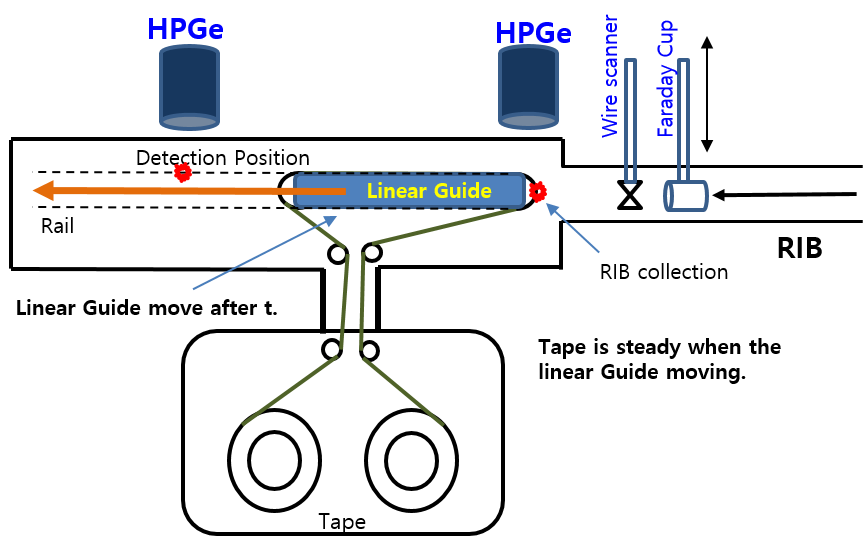 HPGe
HPGe
Wire scanner
Faraday Cup
Detection Position
Linear Guide
Rail
RIB
RIB collection
Linear Guide move after t.
Tape is steady when the
linear Guide moving.
Tape